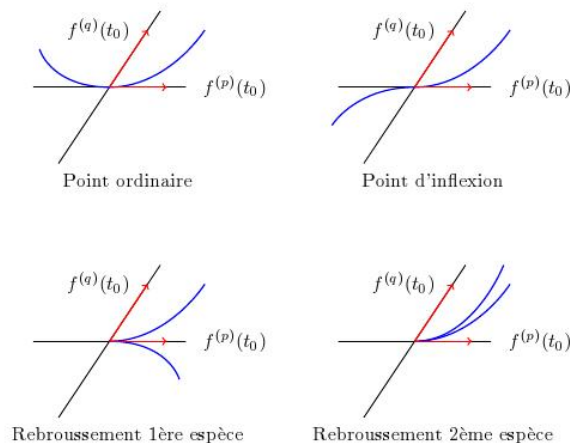 f^{(q)}(t_0)
f^{(p)}(t_0)
Point ordinaire
f^{(q)}(t_0)
f^{(p)}(t_0)
Point d'inflexion
f^{(q)}(t_0)
f^{(p)}(t_0)
Rebroussement 1ère espèce
f^{(q)}(t_0)
f^{(p)}(t_0)
Rebroussement 2ème espèce